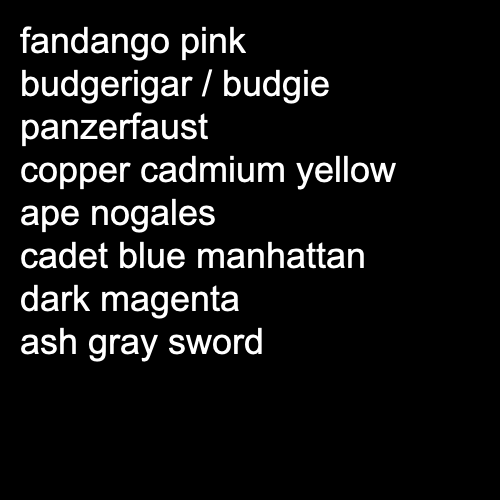 fandango pink
budgerigar / budgie
panzerfaust
copper cadmium yellow
ape nogales
cadet blue manhattan
dark magenta
ash gray sword